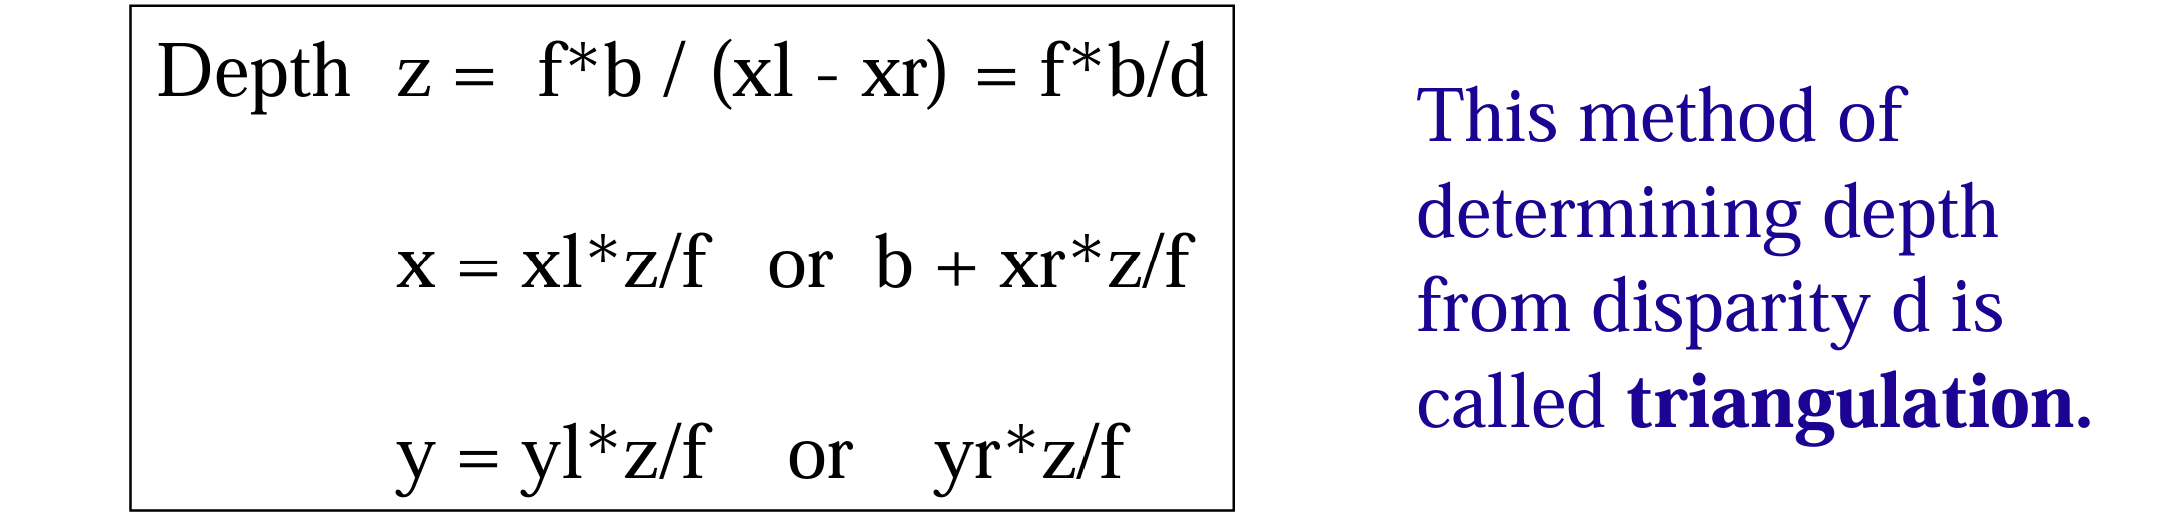 Depth z = f*b / (xl - xr) = f*b/d
x = xl*z/f or b + xr*z/f
y = yl*z/f or yr*z/f
This method of
determining depth
from disparity d is
called triangulation.